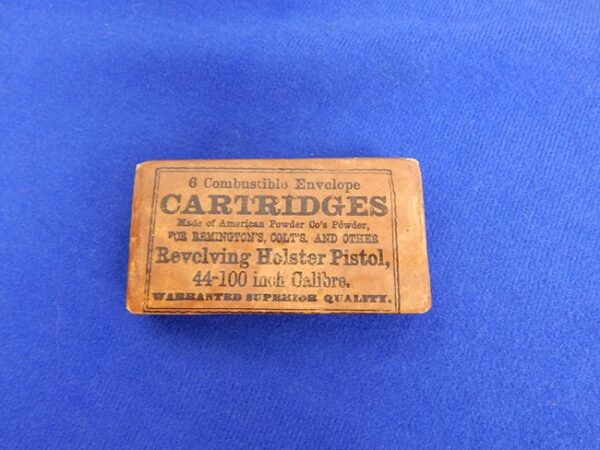 6 Combustible Envelope
CARTRIDGES
Made of American Powder Co's Powder,
FOR REMINGTON'S, COLT'S, AND OTHER
Revolving Holster Pistol,
44-100 inch Calibre.
WARRANTED SUPERIOR QUALITY.